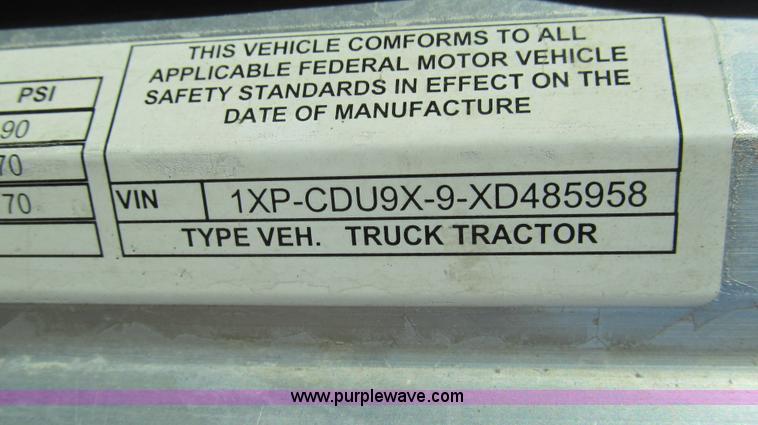 THIS VEHICLE COMFORMS TO ALL
APPLICABLE FEDERAL MOTOR VEHICLE
SAFETY STANDARDS IN EFFECT ON THE
DATE OF MANUFACTURE
PSI
90
70
70
VIN 1XP-CDU9X-9-XD485958
TYPE VEH. TRUCK TRACTOR
www.purplewave.com